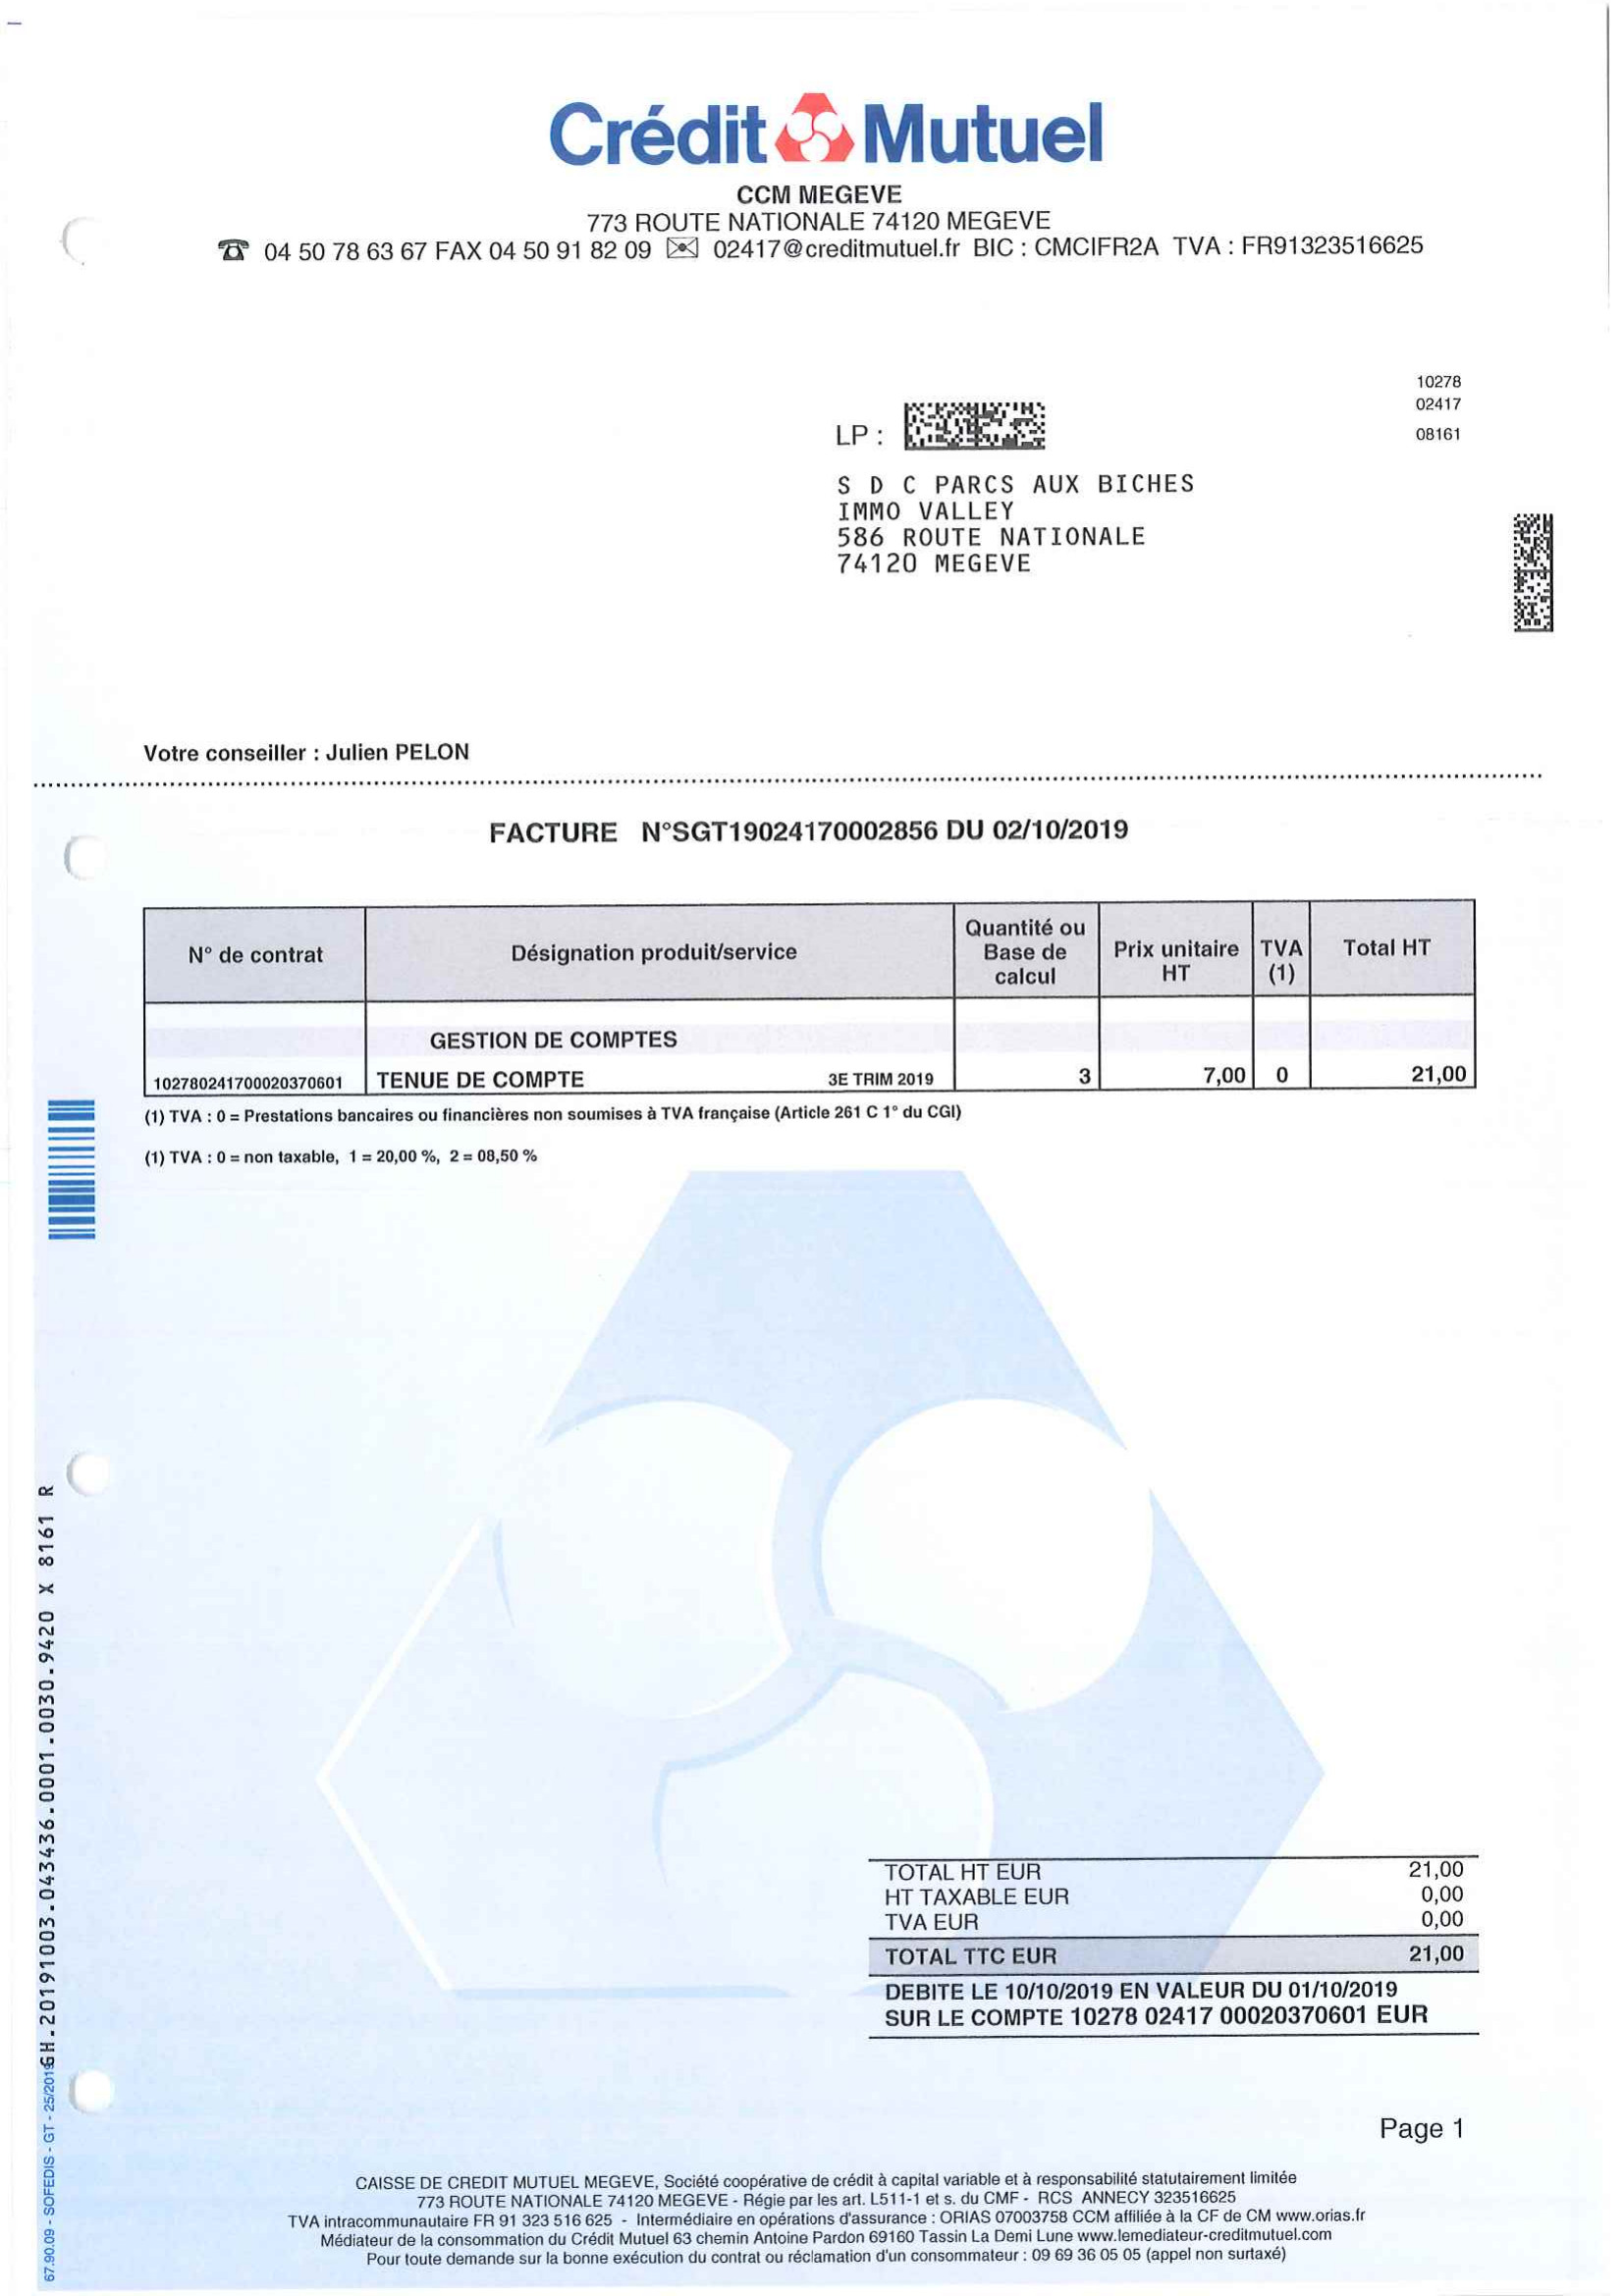 Crédit Mutuel
CCM MEGEVE
773 ROUTE NATIONALE 74120 MEGEVE
04 50 78 63 67 FAX 04 50 91 82 09 02417@creditmutuel.fr BIC : CMCIFR2A TVA : FR91323516625
10278
02417
08161
LP :
S D C PARCS AUX BICHES
IMMO VALLEY
586 ROUTE NATIONALE
74120 MEGEVE
Votre conseiller : Julien PELON
FACTURE N°SGT19024170002856 DU 02/10/2019
N° de contrat Désignation produit/service Quantité ou Base de calcul Prix unitaire HT TVA (1) Total HT
GESTION DE COMPTES
102780241700020370601 TENUE DE COMPTE 3E TRIM 2019 3 7,00 0 21,00
(1) TVA : 0 = Prestations bancaires ou financières non soumises à TVA française (Article 261 C 1° du CGI)
(1) TVA : 0 = non taxable, 1 = 20,00 %, 2 = 08,50 %
TOTAL HT EUR 21,00
HT TAXABLE EUR 0,00
TVA EUR 0,00
TOTAL TTC EUR 21,00
DEBITE LE 10/10/2019 EN VALEUR DU 01/10/2019
SUR LE COMPTE 10278 02417 00020370601 EUR
Page 1
67.90.09 - SOFEDIS - GT - 25/2019
GH.20191003.043436.0001.0030.9420 X 8161 R
CAISSE DE CREDIT MUTUEL MEGEVE, Société coopérative de crédit à capital variable et à responsabilité statutairement limitée
773 ROUTE NATIONALE 74120 MEGEVE - Régie par les art. L511-1 et s. du CMF - RCS ANNECY 323516625
TVA intracommunautaire FR 91 323 516 625 - Intermédiaire en opérations d'assurance : ORIAS 07003758 CCM affiliée à la CF de CM www.orias.fr
Médiateur de la consommation du Crédit Mutuel 63 chemin Antoine Pardon 69160 Tassin La Demi Lune www.lemediateur-creditmutuel.com
Pour toute demande sur la bonne exécution du contrat ou réclamation d'un consommateur : 09 69 36 05 05 (appel non surtaxé)